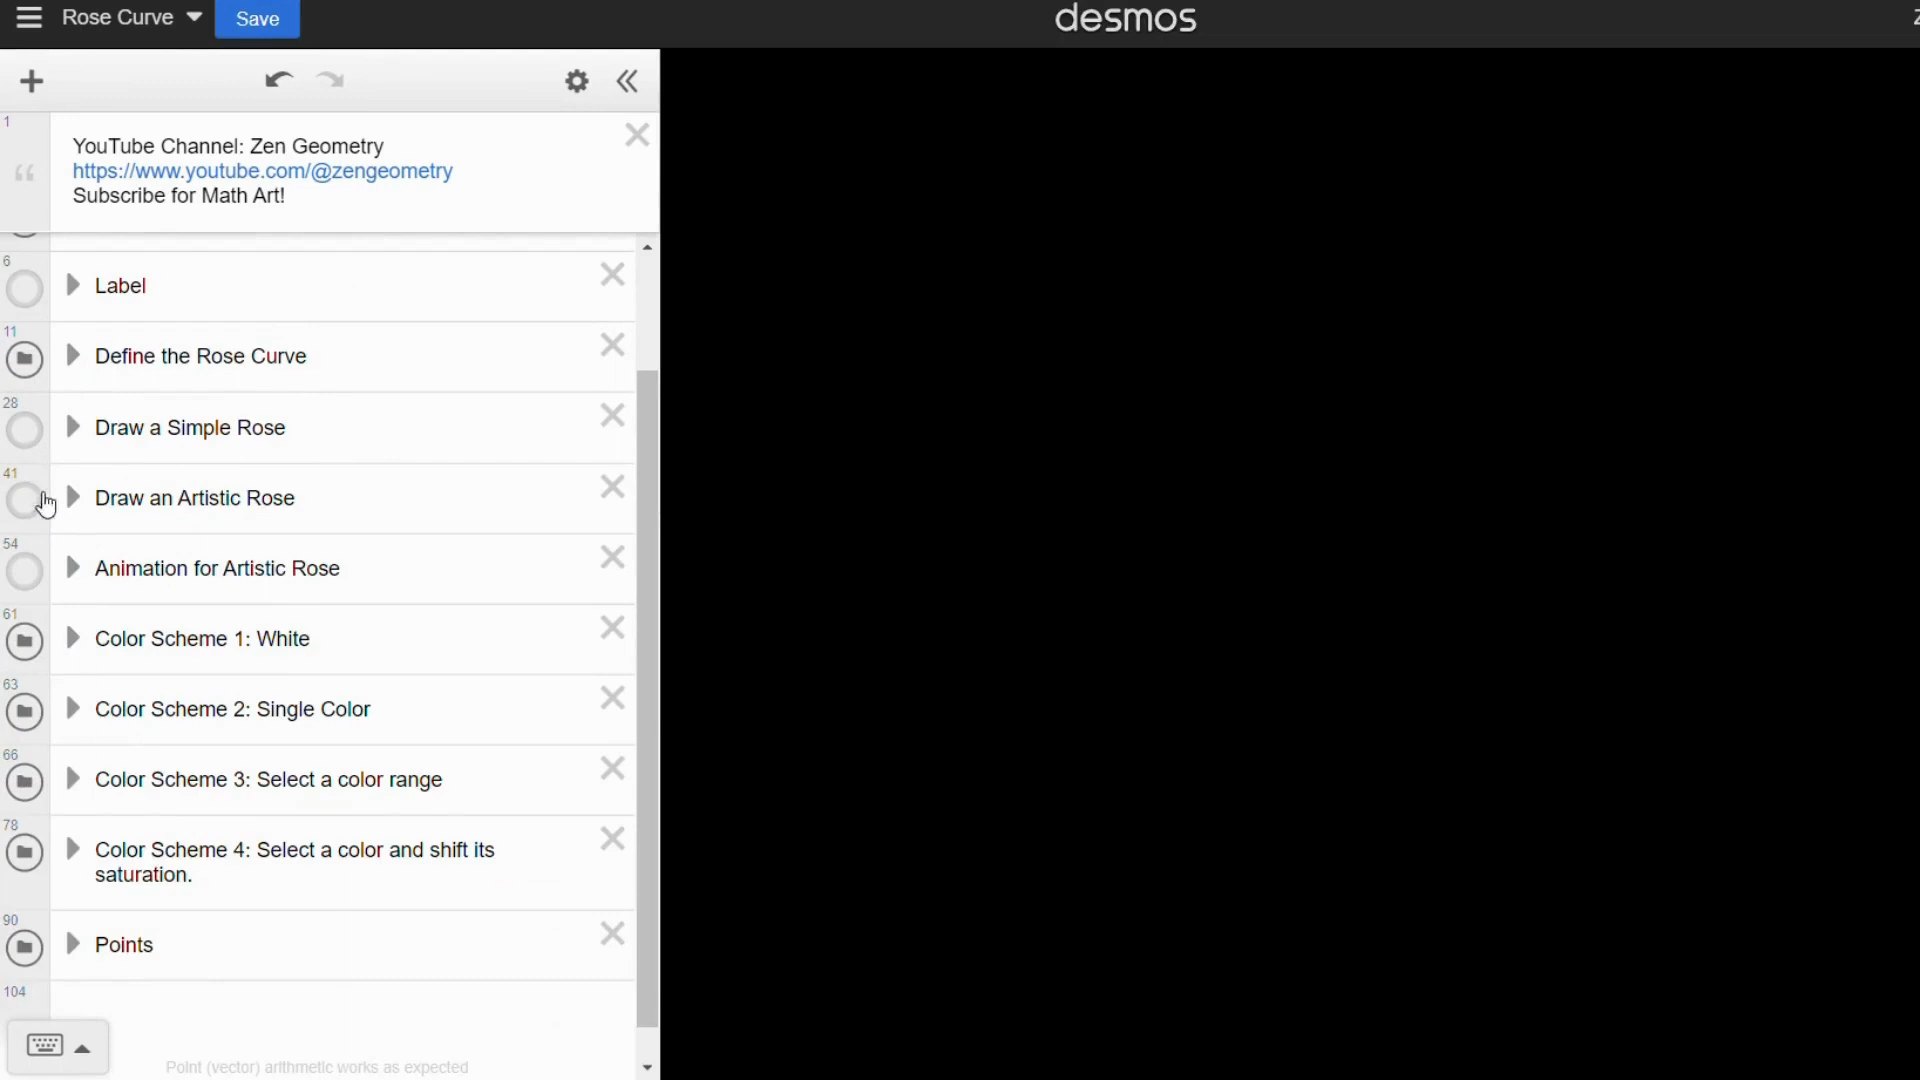 Rose Curve
Save
desmos
1
YouTube Channel: Zen Geometry
https://www.youtube.com/@zengeometry
Subscribe for Math Art!
6
Label
11
Define the Rose Curve
28
Draw a Simple Rose
41
Draw an Artistic Rose
54
Animation for Artistic Rose
61
Color Scheme 1: White
63
Color Scheme 2: Single Color
66
Color Scheme 3: Select a color range
78
Color Scheme 4: Select a color and shift its
saturation.
90
Points
104
Point (vector) arithmetic works as expected